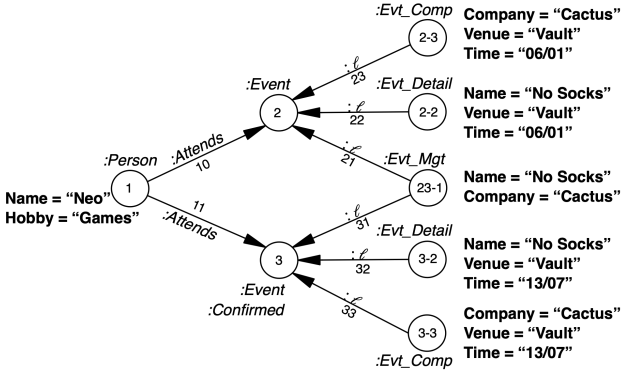 :Evt_Comp
Company = “Cactus”
Venue = “Vault”
Time = “06/01”
2-3
:ℓ
23
:Event
:Evt_Detail
Name = “No Socks”
Venue = “Vault”
Time = “06/01”
2
:ℓ
22
2-2
:Attends
10
:ℓ
21
:Person
:Evt_Mgt
1
23-1
Name = “No Socks”
Company = “Cactus”
Name = “Neo”
Hobby = “Games”
11
:Attends
:ℓ
31
:Evt_Detail
Name = “No Socks”
Venue = “Vault”
Time = “13/07”
3
:ℓ
32
3-2
:Event
:Confirmed
:ℓ
33
3-3
Company = “Cactus”
Venue = “Vault”
Time = “13/07”
:Evt_Comp